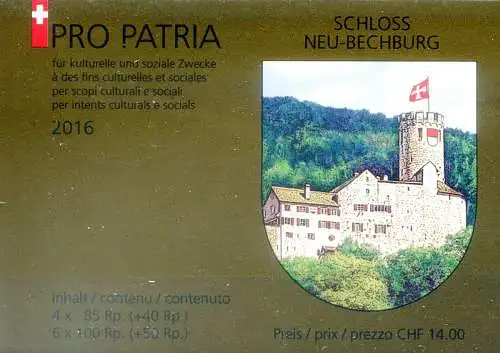 PRO PATRIA
für kulturelle und soziale Zwecke
à des fins culturelles et sociales
per scopi culturali e sociali
per intents culturals e socials
2016
SCHLOSS
NEU-BECHBURG
Inhalt / contenu / contenuto
4 x 85 Rp. (+40 Rp.)
6 x 100 Rp. (+50 Rp.)
Preis / prix / prezzo CHF 14.00